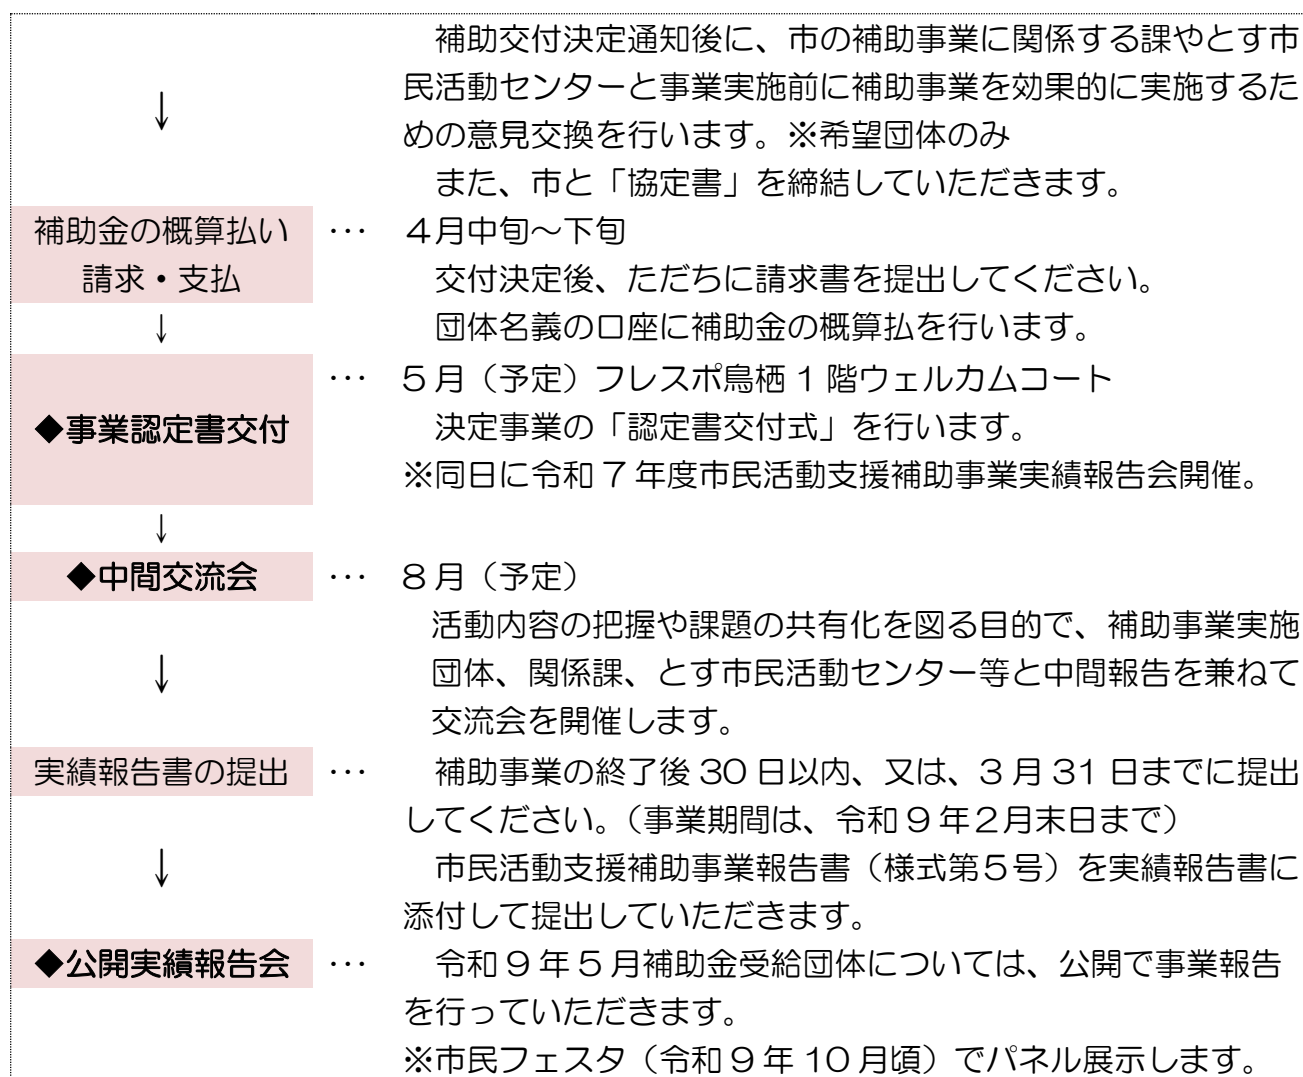 補助交付決定通知後に、市の補助事業に関係する課やとす市
民活動センターと事業実施前に補助事業を効果的に実施するた
めの意見交換を行います。※希望団体のみ
また、市と「協定書」を締結していただきます。
↓
補助金の概算払い
請求・支払
… 4月中旬～下旬
交付決定後、ただちに請求書を提出してください。
団体名義の口座に補助金の概算払を行います。
↓
◆事業認定書交付
… 5月（予定）フレスポ鳥栖1階ウェルカムコート
決定事業の「認定書交付式」を行います。
※同日に令和7年度市民活動支援補助事業実績報告会開催。
↓
◆中間交流会 … 8月（予定）
活動内容の把握や課題の共有化を図る目的で、補助事業実施
団体、関係課、とす市民活動センター等と中間報告を兼ねて
交流会を開催します。
↓
実績報告書の提出 … 補助事業の終了後30日以内、又は、3月31日までに提出
してください。（事業期間は、令和9年2月末日まで）
市民活動支援補助事業報告書（様式第5号）を実績報告書に
添付して提出していただきます。
↓
◆公開実績報告会 … 令和9年5月補助金受給団体については、公開で事業報告
を行っていただきます。
※市民フェスタ（令和9年10月頃）でパネル展示します。